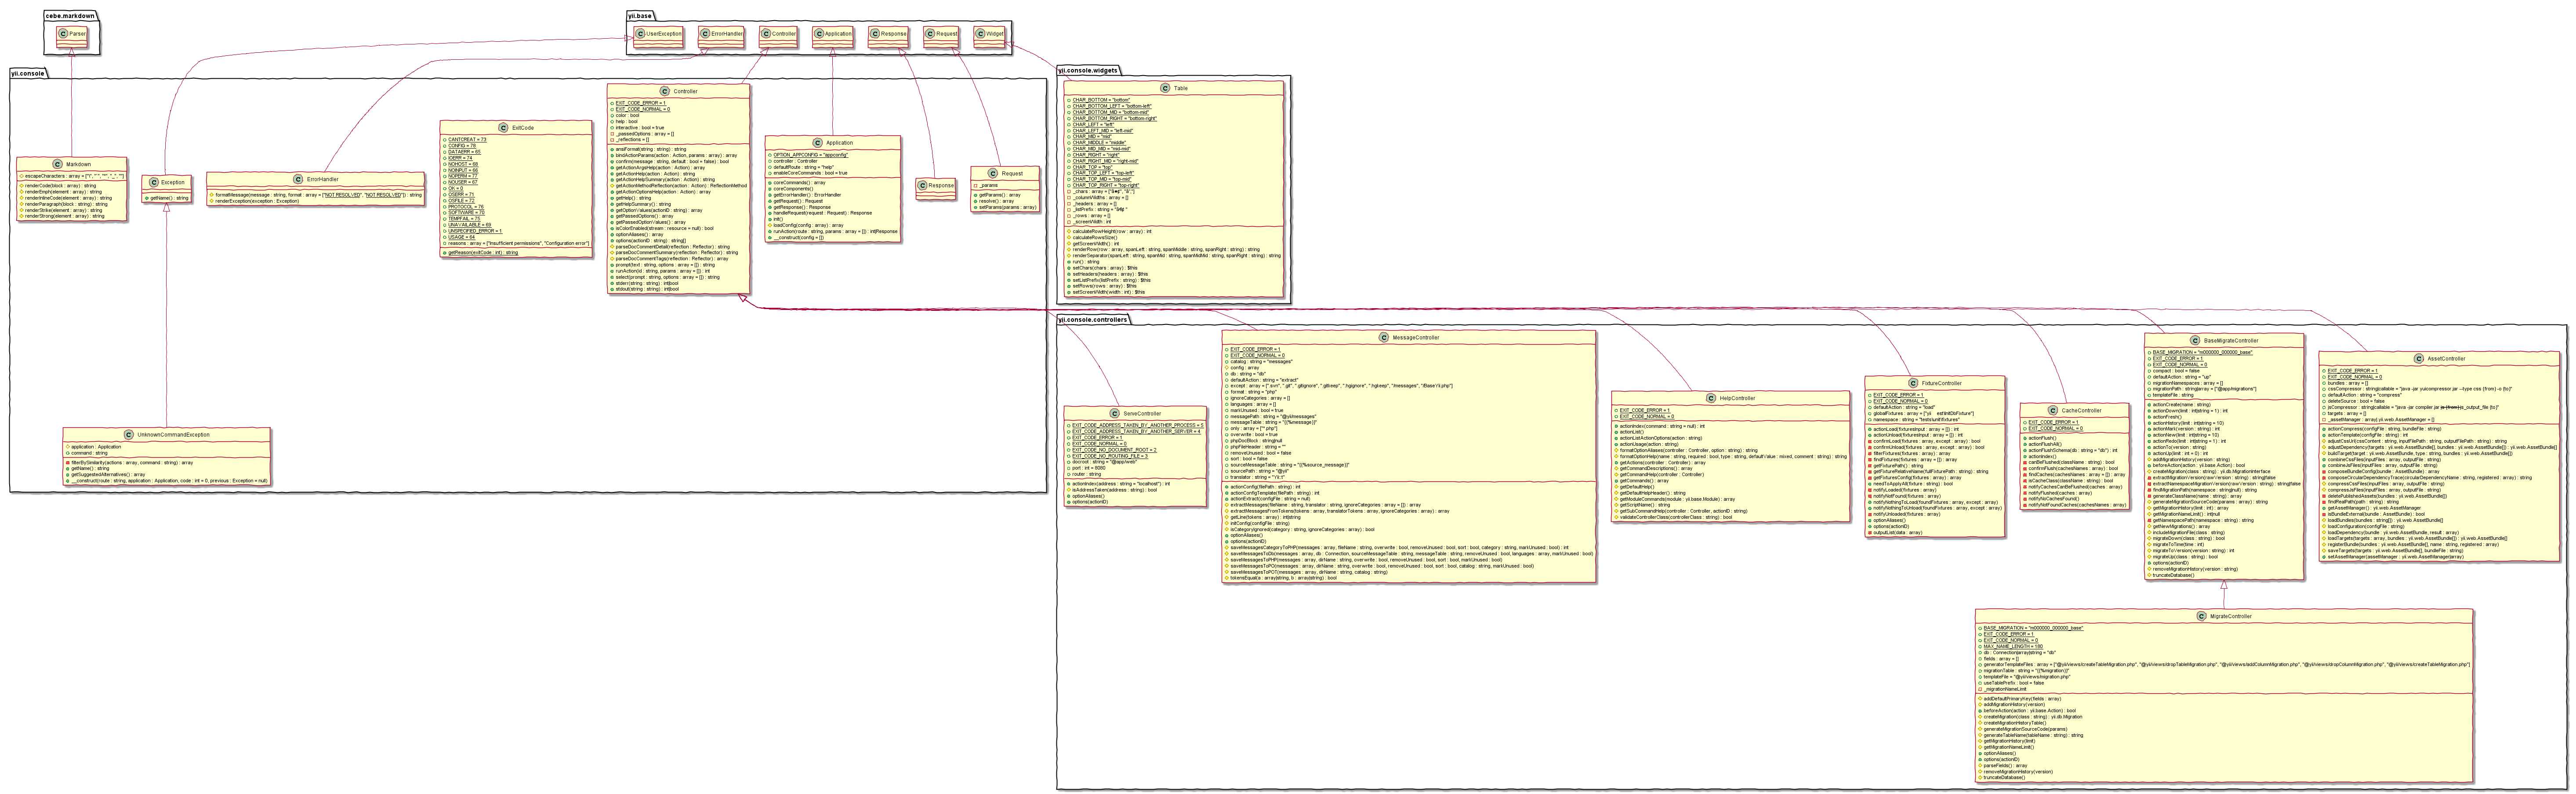 cebe.markdown
Parser
yii.base
UserException
ErrorHandler
Controller
Application
Response
Request
Widget
yii.console
Controller
EXIT_CODE_ERROR = 1
EXIT_CODE_NORMAL = 0
color : bool
help : bool
interactive : bool = true
_passedOptions : array = []
_reflections = []
ansiFormat(string : string) : string
bindActionParams(action : Action, params : array) : array
confirm(message : string, default : bool = false) : bool
getActionArgsHelp(action : Action) : array
getActionHelp(action : Action) : string
getActionHelpSummary(action : Action) : string
getActionMethodReflection(action : Action) : ReflectionMethod
getActionOptionsHelp(action : Action) : array
getHelp() : string
getHelpSummary() : string
getOptionValues(actionID : string) : array
getPassedOptions() : array
getPassedOptionValues() : array
isColorEnabled(stream : resource = null) : bool
optionAliases() : array
options(actionID : string) : string[]
parseDocCommentDetail(reflection : Reflector) : string
parseDocCommentSummary(reflection : Reflector) : string
parseDocCommentTags(reflection : Reflector) : array
prompt(text : string, options : array = []) : string
runAction(id : string, params : array = []) : int
select(prompt : string, options : array = []) : string
stderr(string : string) : int|bool
stdout(string : string) : int|bool
ExitCode
CANTCREAT = 73
CONFIG = 78
DATAERR = 65
IOERR = 74
NOHOST = 68
NOINPUT = 66
NOPERM = 77
NOUSER = 67
OK = 0
OSERR = 71
OSFILE = 72
PROTOCOL = 76
SOFTWARE = 70
TEMPFAIL = 75
UNAVAILABLE = 69
UNSPECIFIED_ERROR = 1
USAGE = 64
reasons : array = ["Insufficient permissions", "Configuration error"]
getReason(exitCode : int) : string
Application
OPTION_APPCONFIG = "appconfig"
controller : Controller
defaultRoute : string = "help"
enableCoreCommands : bool = true
coreCommands() : array
coreComponents()
getErrorHandler() : ErrorHandler
getRequest() : Request
getResponse() : Response
handleRequest(request : Request) : Response
init()
loadConfig(config : array) : array
runAction(route : string, params : array = []) : int|Response
__construct(config = [])
Markdown
renderCode(block : array) : string
renderEmph(element : array) : string
renderInlineCode(element : array) : string
renderParagraph(block : string) : string
renderStrike(element : array) : string
renderStrong(element : array) : string
Exception
getName() : string
ErrorHandler
formatMessage(message : string, format : array = ["NOT RESOLVED", "NOT RESOLVED"]) : string
renderException(exception : Exception)
Response
Request
_params
getParams() : array
resolve() : array
setParams(params : array)
UnknownCommandException
application : Application
command : string
filterBySimilarity(actions : array, command : string) : array
getName() : string
getSuggestedAlternatives() : array
__construct(route : string, application : Application, code : int = 0, previous : Exception = null)
yii.console.widgets
Table
CHAR_BOTTOM = "bottom"
CHAR_BOTTOM_LEFT = "bottom-left"
CHAR_BOTTOM_MID = "bottom-mid"
CHAR_BOTTOM_RIGHT = "bottom-right"
CHAR_LEFT = "left"
CHAR_LEFT_MID = "left-mid"
CHAR_MID = "mid"
CHAR_MIDDLE = "middle"
CHAR_MID_MID = "mid-mid"
CHAR_RIGHT = "right"
CHAR_RIGHT_MID = "right-mid"
CHAR_TOP = "top"
CHAR_TOP_LEFT = "top-left"
CHAR_TOP_MID = "top-mid"
CHAR_TOP_RIGHT = "top-right"
_columnWidths : array = []
_headers : array = []
_rows : array = []
_screenWidth : int
calculateRowHeight(row : array) : int
calculateRowsSize()
getScreenWidth() : int
renderRow(row : array, spanLeft : string, spanMiddle : string, spanRight : string) : string
renderSeparator(spanLeft : string, spanMid : string, spanMidMid : string, spanRight : string) : string
run() : string
setChars(chars : array) : $this
setHeaders(headers : array) : $this
setListPrefix(listPrefix : string) : $this
setRows(rows : array) : $this
setScreenWidth(width : int) : $this
yii.console.controllers
ServeController
EXIT_CODE_ADDRESS_TAKEN_BY_ANOTHER_PROCESS = 5
EXIT_CODE_ADDRESS_TAKEN_BY_ANOTHER_SERVER = 4
EXIT_CODE_ERROR = 1
EXIT_CODE_NORMAL = 0
EXIT_CODE_NO_DOCUMENT_ROOT = 2
EXIT_CODE_NO_ROUTING_FILE = 3
docroot : string = "@app/web"
port : int = 8080
router : string
actionIndex(address : string = "localhost") : int
isAddressTaken(address : string) : bool
optionAliases()
options(actionID)
MessageController
EXIT_CODE_ERROR = 1
EXIT_CODE_NORMAL = 0
catalog : string = "messages"
config : array
db : string = "db"
defaultAction : string = "extract"
except : array = [".svn", ".git", ".gitignore", ".gitkeep", ".hgignore", ".hgkeep", "/messages", "/BaseYii.php"]
format : string = "php"
ignoreCategories : array = []
languages : array = []
markUnused : bool = true
messagePath : string = "@yii/messages"
messageTable : string = "{{%message}}"
only : array = ["*.php"]
overwrite : bool = true
phpDocBlock : string|null
phpFileHeader : string = ""
removeUnused : bool = false
sort : bool = false
sourceMessageTable : string = "{{%source_message}}"
sourcePath : string = "@yii"
translator : string = "Yii::t"
actionConfig(filePath : string) : int
actionConfigTemplate(filePath : string) : int
actionExtract(configFile : string = null)
extractMessages(fileName : string, translator : string, ignoreCategories : array = []) : array
extractMessagesFromTokens(tokens : array, translatorTokens : array, ignoreCategories : array) : array
getLine(tokens : array) : int|string
initConfig(configFile : string)
isCategoryIgnored(category : string, ignoreCategories : array) : bool
optionAliases()
options(actionID)
saveMessagesCategoryToPHP(messages : array, fileName : string, overwrite : bool, removeUnused : bool, sort : bool, category : string, markUnused : bool) : int
saveMessagesToDb(messages : array, db : Connection, sourceMessageTable : string, messageTable : string, removeUnused : bool, languages : array, markUnused : bool)
saveMessagesToPHP(messages : array, dirName : string, overwrite : bool, removeUnused : bool, sort : bool, markUnused : bool)
saveMessagesToPO(messages : array, dirName : string, overwrite : bool, removeUnused : bool, sort : bool, catalog : string, markUnused : bool)
saveMessagesToPOT(messages : array, dirName : string, catalog : string)
tokensEqual(a : array|string, b : array|string) : bool
HelpController
EXIT_CODE_ERROR = 1
EXIT_CODE_NORMAL = 0
actionIndex(command : string = null) : int
actionList()
actionListActionOptions(action : string)
actionUsage(action : string)
formatOptionAliases(controller : Controller, option : string) : string
formatOptionHelp(name : string, required : bool, type : string, defaultValue : mixed, comment : string) : string
getActions(controller : Controller) : array
getCommandDescriptions() : array
getCommandHelp(controller : Controller)
getCommands() : array
getDefaultHelp()
getDefaultHelpHeader() : string
getModuleCommands(module : yii.base.Module) : array
getScriptName() : string
getSubCommandHelp(controller : Controller, actionID : string)
validateControllerClass(controllerClass : string) : bool
FixtureController
EXIT_CODE_ERROR = 1
EXIT_CODE_NORMAL = 0
defaultAction : string = "load"
namespace : string = "tests\unit\fixtures"
actionLoad(fixturesInput : array = []) : int
actionUnload(fixturesInput : array = []) : int
confirmLoad(fixtures : array, except : array) : bool
confirmUnload(fixtures : array, except : array) : bool
filterFixtures(fixtures : array) : array
findFixtures(fixtures : array = []) : array
getFixturePath() : string
getFixtureRelativeName(fullFixturePath : string) : string
getFixturesConfig(fixtures : array) : array
needToApplyAll(fixture : string) : bool
notifyLoaded(fixtures : array)
notifyNotFound(fixtures : array)
notifyNothingToLoad(foundFixtures : array, except : array)
notifyNothingToUnload(foundFixtures : array, except : array)
notifyUnloaded(fixtures : array)
optionAliases()
options(actionID)
outputList(data : array)
CacheController
EXIT_CODE_ERROR = 1
EXIT_CODE_NORMAL = 0
actionFlush()
actionFlushAll()
actionFlushSchema(db : string = "db") : int
actionIndex()
canBeFlushed(className : string) : bool
confirmFlush(cachesNames : array) : bool
findCaches(cachesNames : array = []) : array
isCacheClass(className : string) : bool
notifyCachesCantBeFlushed(caches : array)
notifyFlushed(caches : array)
notifyNoCachesFound()
notifyNotFoundCaches(cachesNames : array)
BaseMigrateController
BASE_MIGRATION = "m000000_000000_base"
EXIT_CODE_ERROR = 1
EXIT_CODE_NORMAL = 0
compact : bool = false
defaultAction : string = "up"
migrationNamespaces : array = []
migrationPath : string|array = ["@app/migrations"]
templateFile : string
actionCreate(name : string)
actionDown(limit : int|string = 1) : int
actionFresh()
actionHistory(limit : int|string = 10)
actionMark(version : string) : int
actionNew(limit : int|string = 10)
actionRedo(limit : int|string = 1) : int
actionTo(version : string)
actionUp(limit : int = 0) : int
addMigrationHistory(version : string)
beforeAction(action : yii.base.Action) : bool
createMigration(class : string) : yii.db.MigrationInterface
extractMigrationVersion(rawVersion : string) : string|false
extractNamespaceMigrationVersion(rawVersion : string) : string|false
findMigrationPath(namespace : string|null) : string
generateClassName(name : string) : array
generateMigrationSourceCode(params : array) : string
getMigrationHistory(limit : int) : array
getMigrationNameLimit() : int|null
getNamespacePath(namespace : string) : string
getNewMigrations() : array
includeMigrationFile(class : string)
migrateDown(class : string) : bool
migrateToTime(time : int)
migrateToVersion(version : string) : int
migrateUp(class : string) : bool
options(actionID)
removeMigrationHistory(version : string)
truncateDatabase()
AssetController
EXIT_CODE_ERROR = 1
EXIT_CODE_NORMAL = 0
bundles : array = []
cssCompressor : string|callable = "java -jar yuicompressor.jar --type css {from} -o {to}"
defaultAction : string = "compress"
deleteSource : bool = false
targets : array = []
_assetManager : array|yii.web.AssetManager = []
actionCompress(configFile : string, bundleFile : string)
actionTemplate(configFile : string) : int
adjustCssUrl(cssContent : string, inputFilePath : string, outputFilePath : string) : string
adjustDependency(targets : yii.web.AssetBundle[], bundles : yii.web.AssetBundle[]) : yii.web.AssetBundle[]
buildTarget(target : yii.web.AssetBundle, type : string, bundles : yii.web.AssetBundle[])
combineCssFiles(inputFiles : array, outputFile : string)
combineJsFiles(inputFiles : array, outputFile : string)
composeBundleConfig(bundle : AssetBundle) : array
composeCircularDependencyTrace(circularDependencyName : string, registered : array) : string
compressCssFiles(inputFiles : array, outputFile : string)
compressJsFiles(inputFiles : array, outputFile : string)
deletePublishedAssets(bundles : yii.web.AssetBundle[])
findRealPath(path : string) : string
getAssetManager() : yii.web.AssetManager
isBundleExternal(bundle : AssetBundle) : bool
loadBundles(bundles : string[]) : yii.web.AssetBundle[]
loadConfiguration(configFile : string)
loadDependency(bundle : yii.web.AssetBundle, result : array)
loadTargets(targets : array, bundles : yii.web.AssetBundle[]) : yii.web.AssetBundle[]
registerBundle(bundles : yii.web.AssetBundle[], name : string, registered : array)
saveTargets(targets : yii.web.AssetBundle[], bundleFile : string)
setAssetManager(assetManager : yii.web.AssetManager|array)
MigrateController
BASE_MIGRATION = "m000000_000000_base"
EXIT_CODE_ERROR = 1
EXIT_CODE_NORMAL = 0
MAX_NAME_LENGTH = 180
db : Connection|array|string = "db"
fields : array = []
generatorTemplateFiles : array = ["@yii/views/createTableMigration.php", "@yii/views/dropTableMigration.php", "@yii/views/addColumnMigration.php", "@yii/views/dropColumnMigration.php", "@yii/views/createTableMigration.php"]
migrationTable : string = "{{%migration}}"
templateFile = "@yii/views/migration.php"
useTablePrefix : bool = false
_migrationNameLimit
addDefaultPrimaryKey(fields : array)
addMigrationHistory(version)
beforeAction(action : yii.base.Action) : bool
createMigration(class : string) : yii.db.Migration
createMigrationHistoryTable()
generateMigrationSourceCode(params)
generateTableName(tableName : string) : string
getMigrationHistory(limit)
getMigrationNameLimit()
optionAliases()
options(actionID)
parseFields() : array
removeMigrationHistory(version)
truncateDatabase()